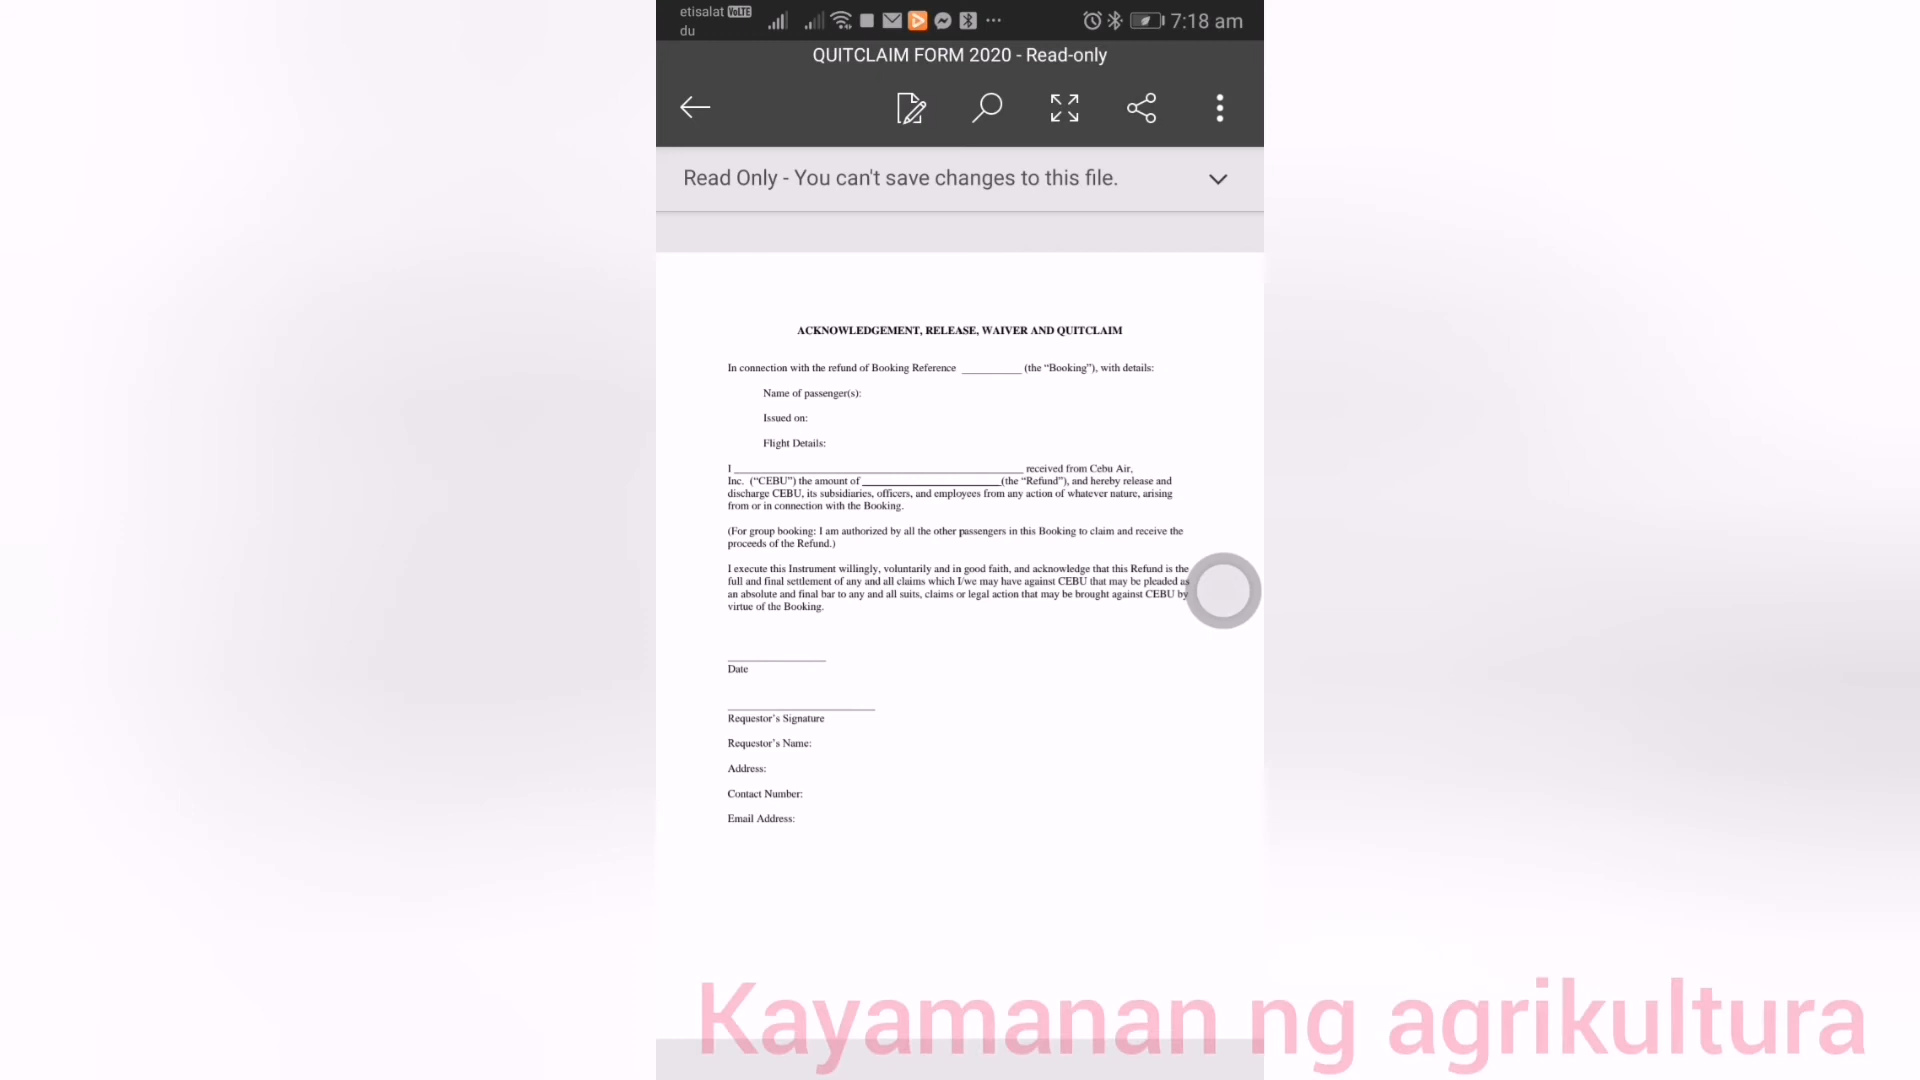 etisalat VoLTE
du
7:18 am
QUITCLAIM FORM 2020 - Read-only
Read Only - You can't save changes to this file.
ACKNOWLEDGEMENT, RELEASE, WAIVER AND QUITCLAIM
In connection with the refund of Booking Reference __________ (the “Booking”), with details:
Name of passenger(s):
Issued on:
Flight Details:
I ________________________________________________ received from Cebu Air,
Inc. (“CEBU”) the amount of _______________________(the “Refund”), and hereby release and
discharge CEBU, its subsidiaries, officers, and employees from any action of whatever nature, arising
from or in connection with the Booking.
(For group booking: I am authorized by all the other passengers in this Booking to claim and receive the
proceeds of the Refund.)
I execute this Instrument willingly, voluntarily and in good faith, and acknowledge that this Refund is the
full and final settlement of any and all claims which I/we may have against CEBU that may be pleaded as
an absolute and final bar to any and all suits, claims or legal action that may be brought against CEBU by
virtue of the Booking.
Date
Requestor’s Signature
Requestor’s Name:
Address:
Contact Number:
Email Address:
Kayamanan ng agrikultura